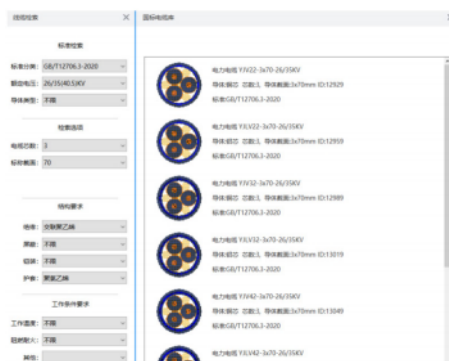 线缆检索
标准检索
标准分类: GB/T12706.3-2020
额定电压: 26/35(40.5)KV
导体类型: 不限
检索选项
电缆芯数: 3
标称截面: 70
结构要求
绝缘: 交联聚乙烯
屏蔽: 不限
铠装: 不限
护套: 聚氯乙烯
工作条件要求
工作温度: 不限
阻燃耐火: 不限
其他:
国标电缆库
电力电缆 YJV22-3x70-26/35KV
导体:铜芯 芯数:3, 导体截面:3x70mm ID:12929
标准:GB/T12706.3-2020
电力电缆 YJLV22-3x70-26/35KV
导体:铝芯 芯数:3, 导体截面:3x70mm ID:12959
标准:GB/T12706.3-2020
电力电缆 YJV32-3x70-26/35KV
导体:铜芯 芯数:3, 导体截面:3x70mm ID:12989
标准:GB/T12706.3-2020
电力电缆 YJLV32-3x70-26/35KV
导体:铝芯 芯数:3, 导体截面:3x70mm ID:13019
标准:GB/T12706.3-2020
电力电缆 YJV42-3x70-26/35KV
导体:铜芯 芯数:3, 导体截面:3x70mm ID:13049
标准:GB/T12706.3-2020
电力电缆 YJLV42-3x70-26/35KV